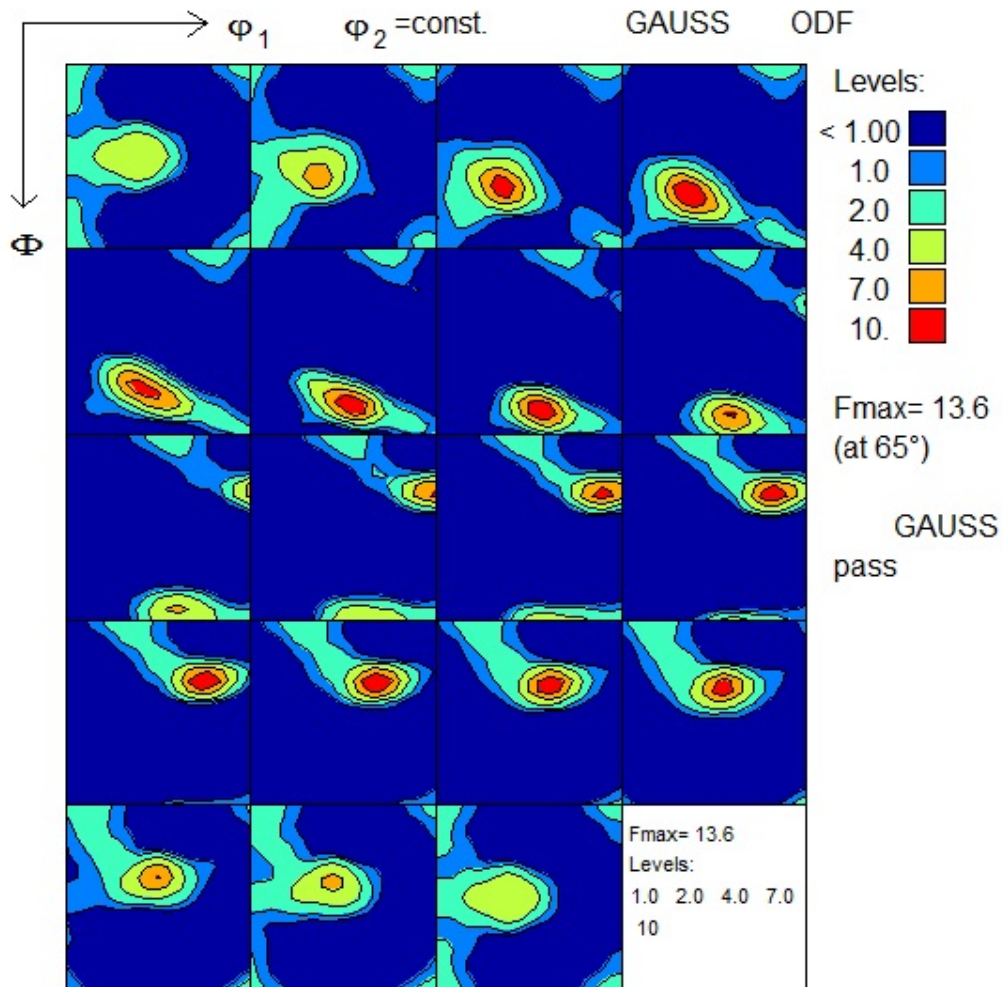 φ1 φ2 =const. GAUSS ODF
Φ
Levels:
< 1.00
1.0
2.0
4.0
7.0
10.
Fmax= 13.6
(at 65°)
GAUSS
pass
Fmax= 13.6
Levels:
1.0 2.0 4.0 7.0
10